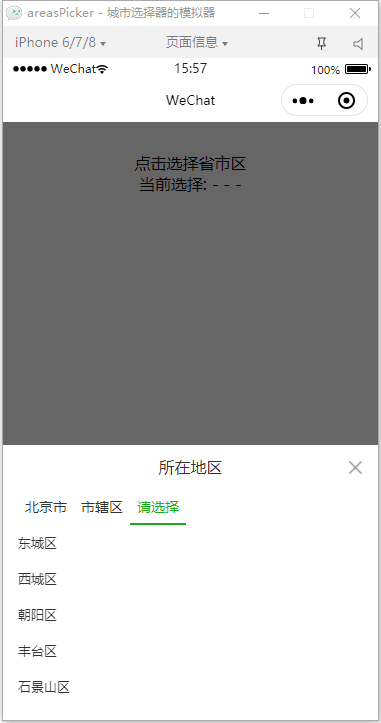 areasPicker - 城市选择器的模拟器
iPhone 6/7/8 页面信息
WeChat 15:57 100%
WeChat
点击选择省市区
当前选择: - - -
所在地区
北京市 市辖区 请选择
东城区
西城区
朝阳区
丰台区
石景山区